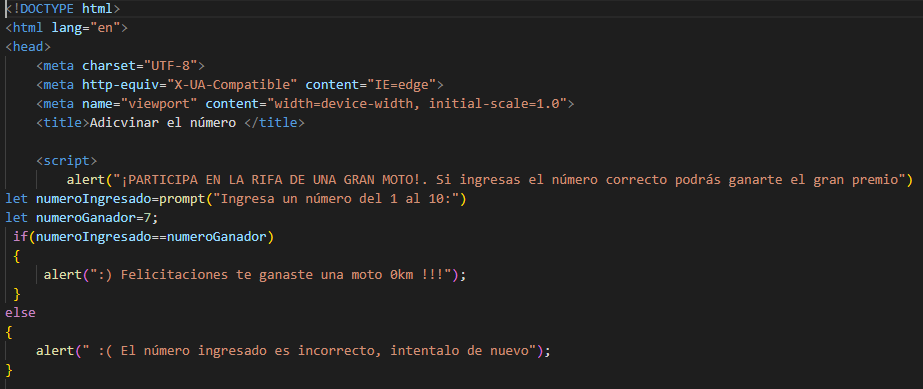 <!DOCTYPE html>
<html lang="en">
<head>
    <meta charset="UTF-8">
    <meta http-equiv="X-UA-Compatible" content="IE=edge">
    <meta name="viewport" content="width=device-width, initial-scale=1.0">
    <title>Adicvinar el número </title>

    <script>
        alert("¡PARTICIPA EN LA RIFA DE UNA GRAN MOTO!. Si ingresas el número correcto podrás ganarte el gran premio")
let numeroIngresado=prompt("Ingresa un número del 1 al 10:")
let numeroGanador=7;
 if(numeroIngresado==numeroGanador)
 {
     alert(":) Felicitaciones te ganaste una moto 0km !!!");
 }
else
{
    alert(" :( El número ingresado es incorrecto, intentalo de nuevo");
}